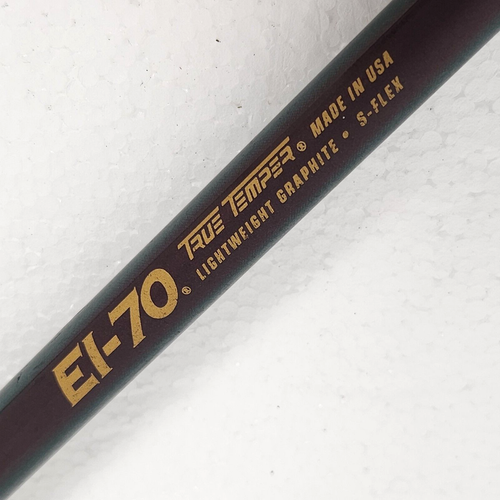 EI-70® TRUE TEMPER® MADE IN USA
LIGHTWEIGHT GRAPHITE • S-FLEX